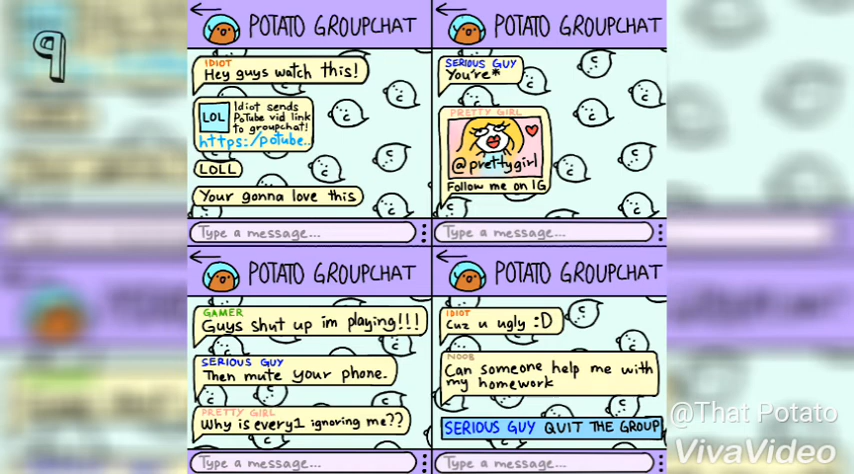 9
POTATO GROUPCHAT
IDIOT
Hey guys watch this!
LOL
Idiot sends
PoTube vid link
to groupchat!
https:/potube..
LOLL
Your gonna love this
Type a message...
POTATO GROUPCHAT
SERIOUS GUY
You're*
PRETTY GIRL
@prettygirl
Follow me on IG
Type a message...
POTATO GROUPCHAT
GAMER
Guys shut up im playing!!!
SERIOUS GUY
Then mute your phone.
PRETTY GIRL
Why is every1 ignoring me??
Type a message...
POTATO GROUPCHAT
IDIOT
Cuz u ugly :D
NOOB
Can someone help me with
my homework
SERIOUS GUY QUIT THE GROUP
Type a message...
@That Potato
VivaVideo